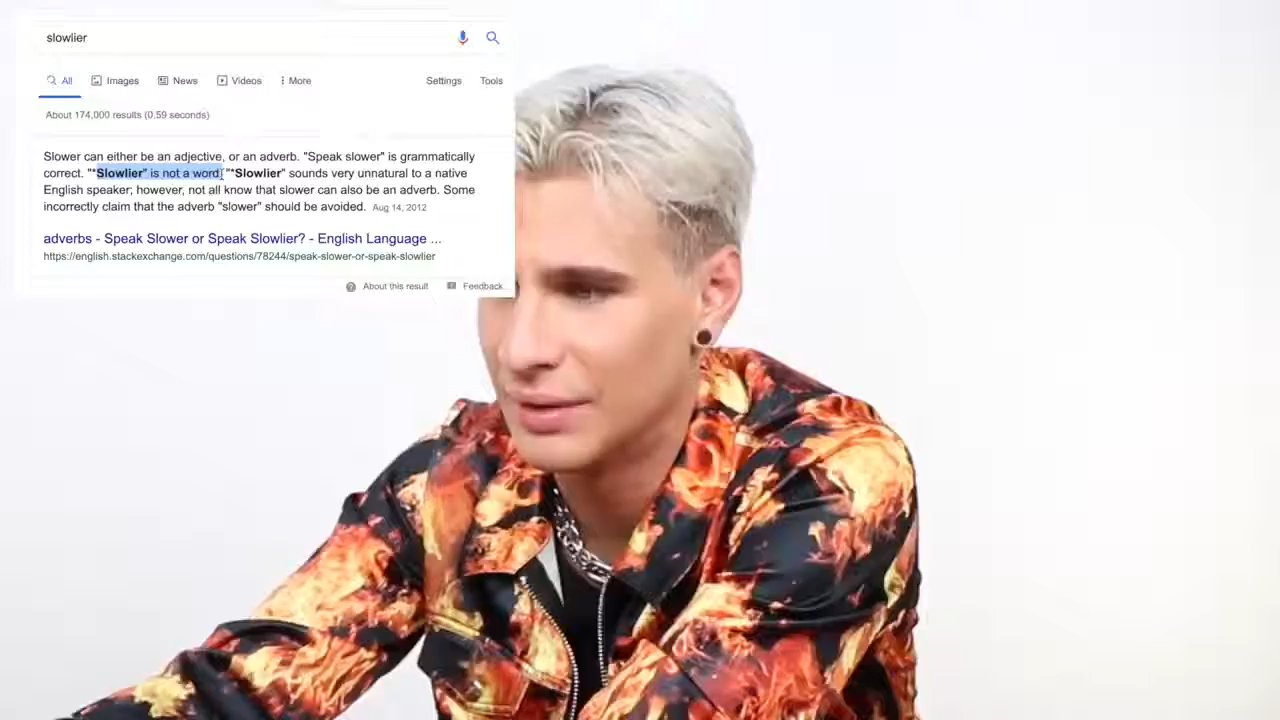 slowlier
All Images News Videos More Settings Tools
About 174,000 results (0.59 seconds)
Slower can either be an adjective, or an adverb. "Speak slower" is grammatically
correct. "*Slowlier" is not a word. "*Slowlier" sounds very unnatural to a native
English speaker; however, not all know that slower can also be an adverb. Some
incorrectly claim that the adverb "slower" should be avoided. Aug 14, 2012
adverbs - Speak Slower or Speak Slowlier? - English Language ...
https://english.stackexchange.com/questions/78244/speak-slower-or-speak-slowlier
About this result Feedback